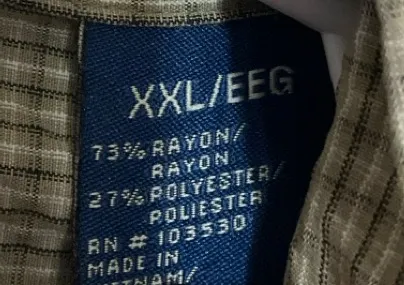 XXL/EEG
73% RAYON/
RAYON
27% POLYESTER/
POLIESTER
RN # 103530
MADE IN